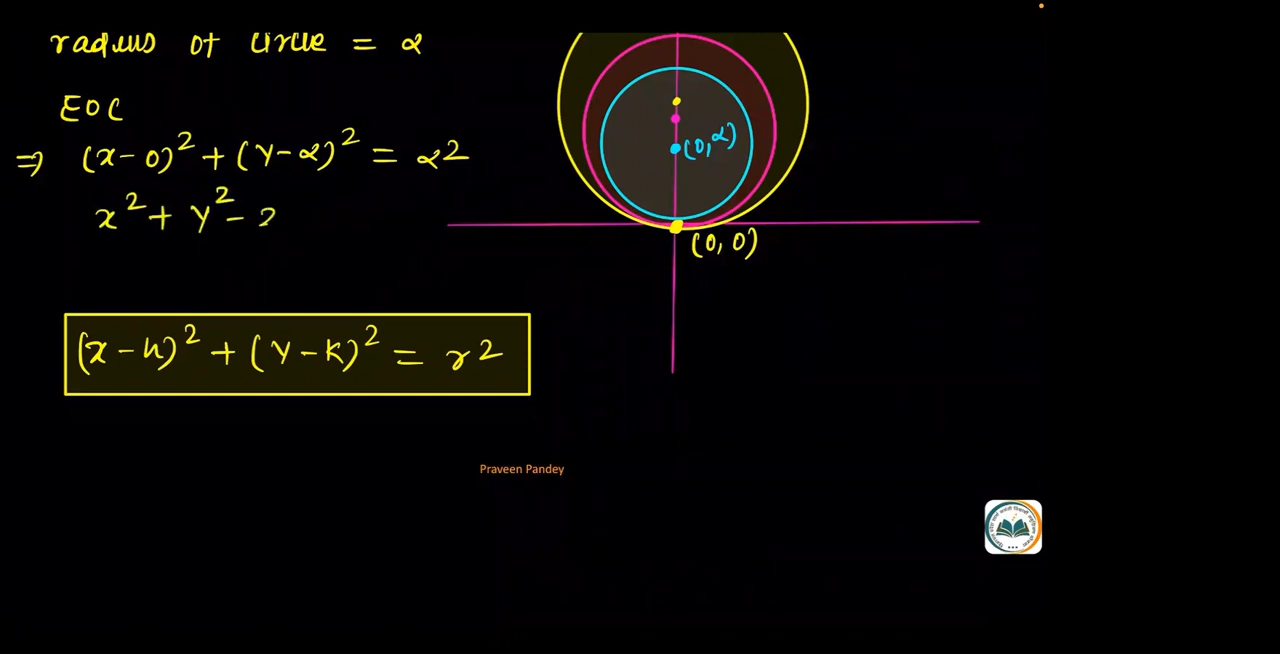 radius of circle = α
EOC
⇒ (x-0)² + (y-α)² = α2
x² + y² - 2
(x-h)² + (y-k)² = r2
(0,α)
(0,0)
Praveen Pandey